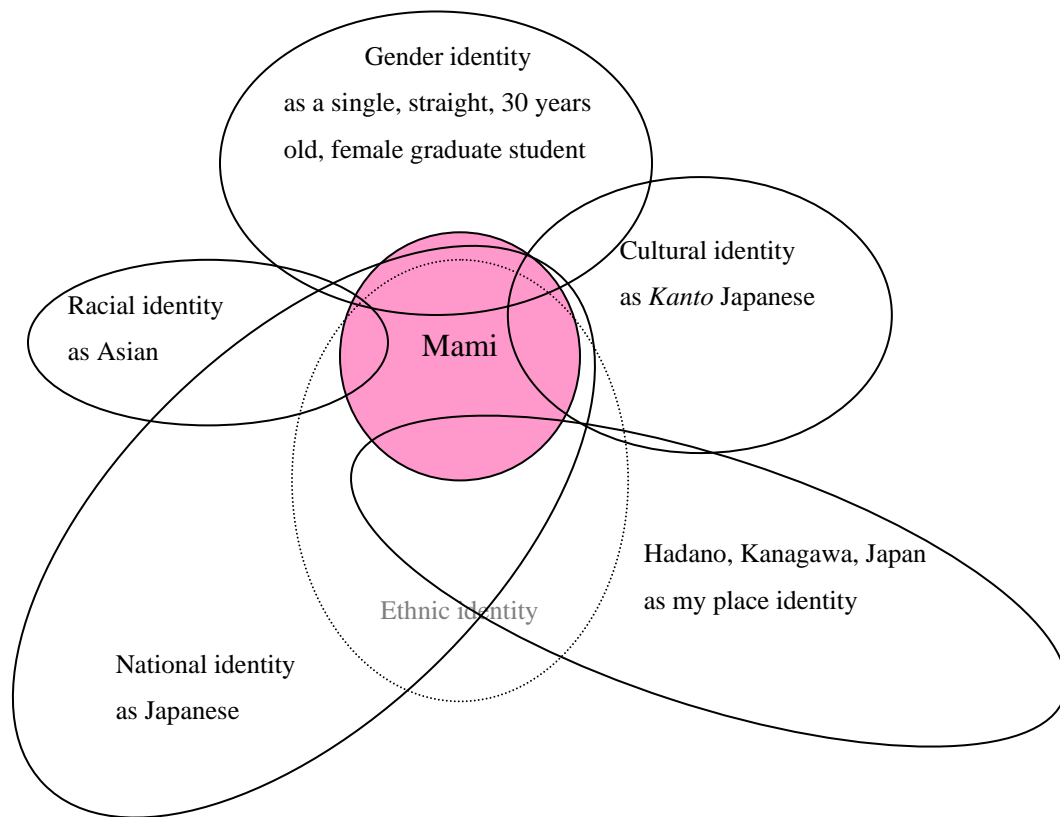 Gender identity
as a single, straight, 30 years
old, female graduate student
Cultural identity
as Kanto Japanese
Racial identity
as Asian
Mami
Hadano, Kanagawa, Japan
as my place identity
Ethnic identity
National identity
as Japanese